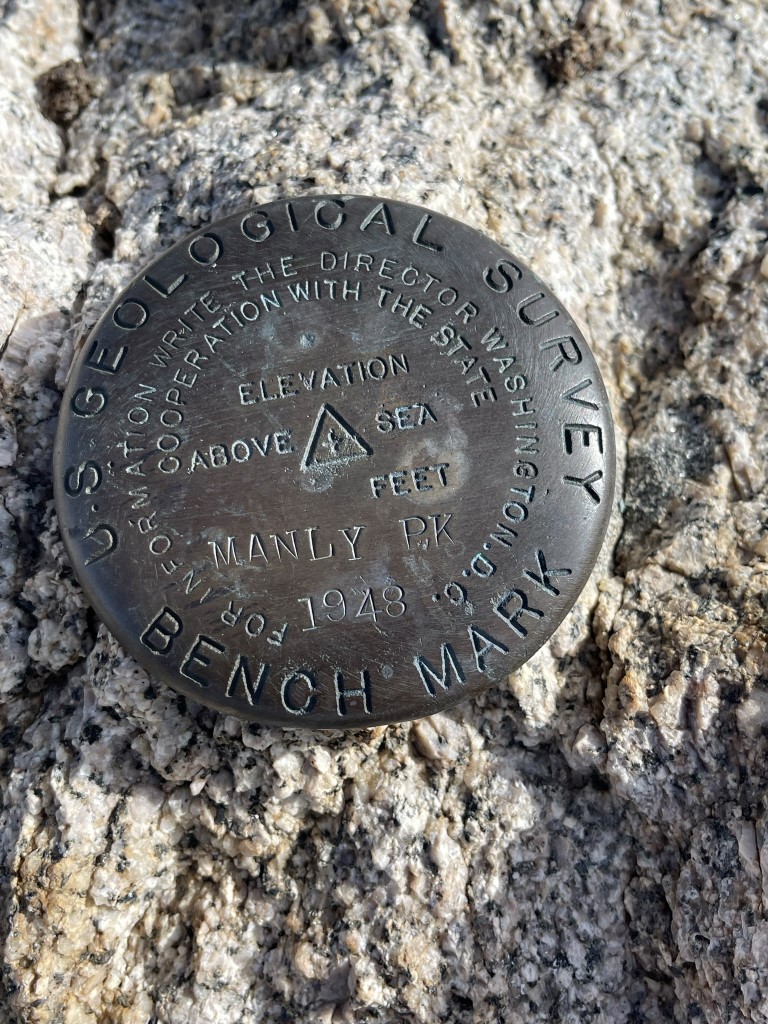 U.S GEOLOGICAL SURVEY
FOR INFORMATION WRITE THE DIRECTOR WASHINGTON.D.C.
COOPERATION WITH THE STATE
ELEVATION
ABOVE SEA
FEET
MANLY PK
1948
BENCH MARK